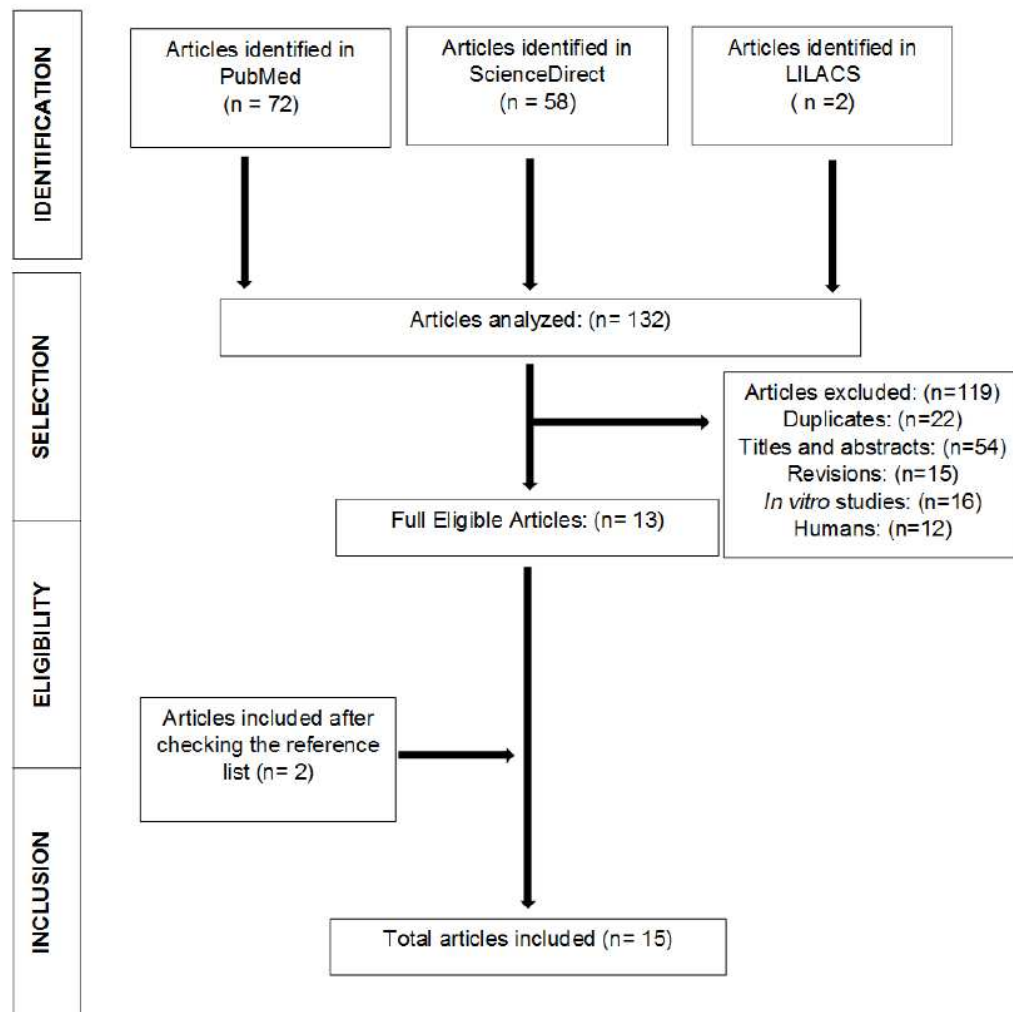 IDENTIFICATION
Articles identified in
PubMed
(n = 72)
Articles identified in
ScienceDirect
(n = 58)
Articles identified in
LILACS
( n =2)
SELECTION
Articles analyzed: (n= 132)
Articles excluded: (n=119)
Duplicates: (n=22)
Titles and abstracts: (n=54)
Revisions: (n=15)
In vitro studies: (n=16)
Humans: (n=12)
Full Eligible Articles: (n= 13)
ELIGIBILITY
Articles included after
checking the reference
list (n= 2)
INCLUSION
Total articles included (n= 15)